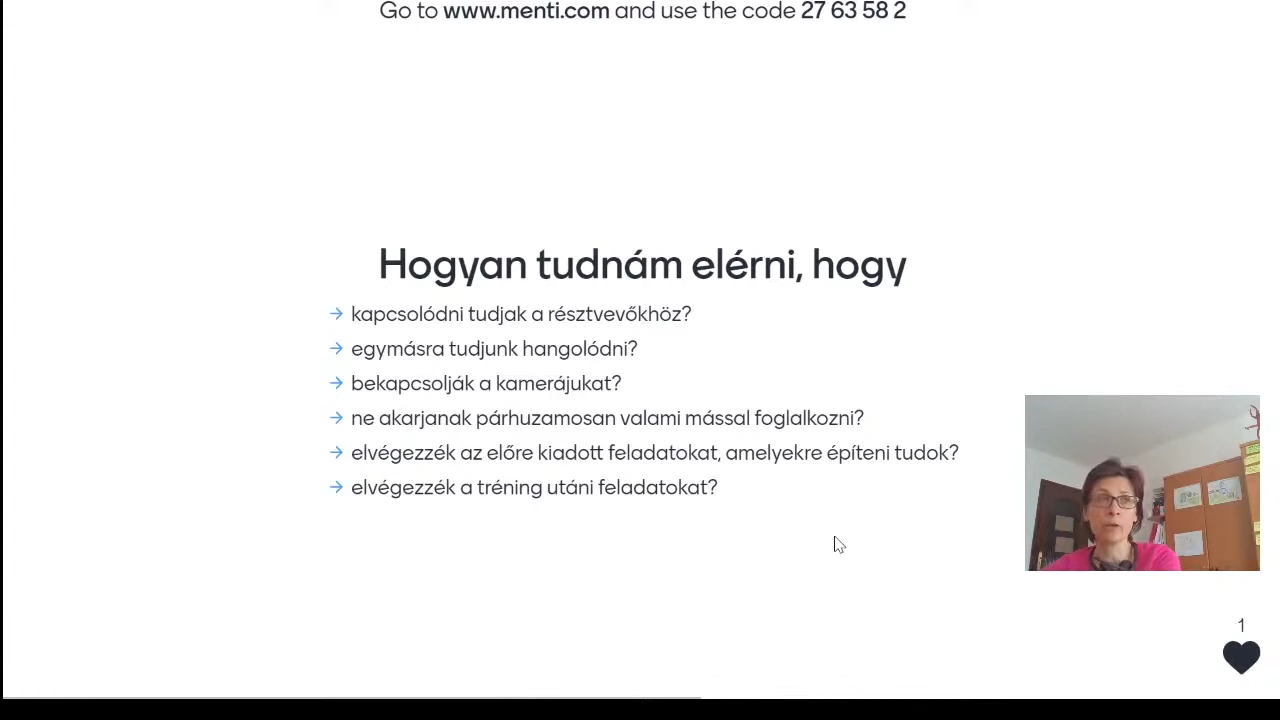 Go to www.menti.com and use the code 27 63 58 2
Hogyan tudnám elérni, hogy
→ kapcsolódni tudjak a résztvevőkhöz?
→ egymásra tudjunk hangolódni?
→ bekapcsolják a kamerájukat?
→ ne akarjanak párhuzamosan valami mással foglalkozni?
→ elvégezzék az előre kiadott feladatokat, amelyekre építeni tudok?
→ elvégezzék a tréning utáni feladatokat?
1